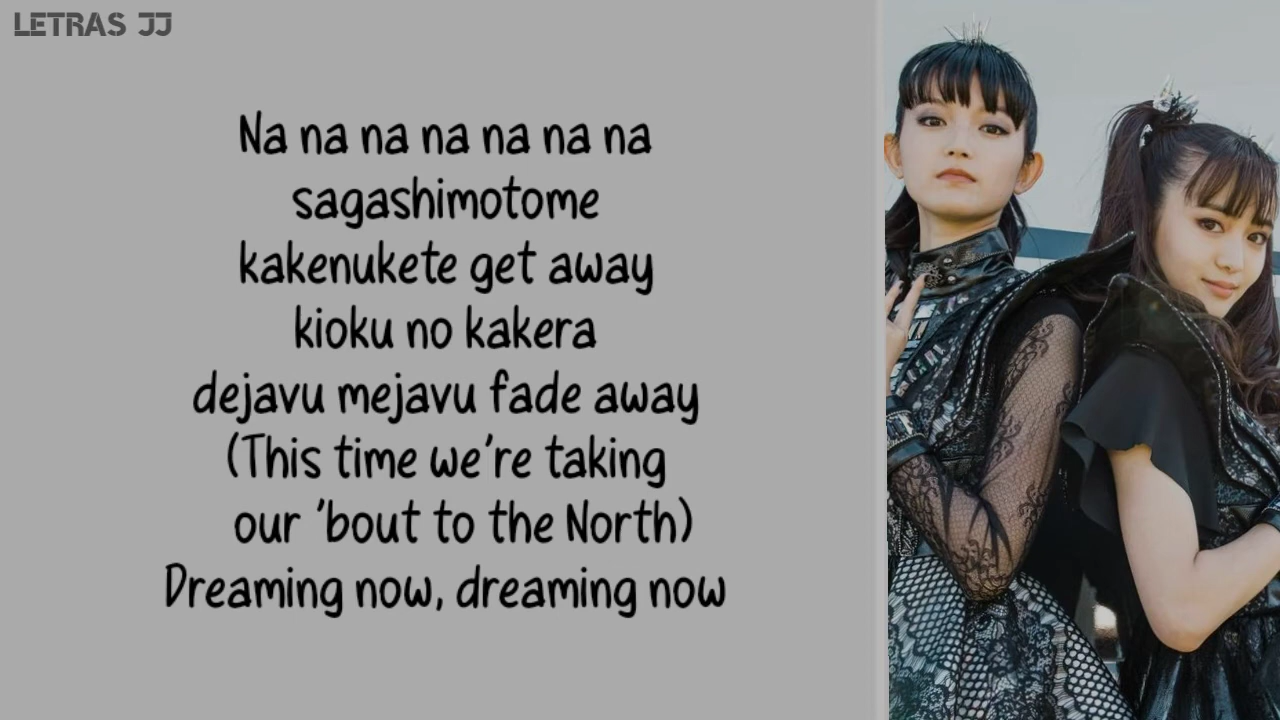 LETRAS JJ
Na na na na na na na
sagashimotome
kakenukete get away
kioku no kakera
dejavu mejavu fade away
(This time we're taking
our 'bout to the North)
Dreaming now, dreaming now